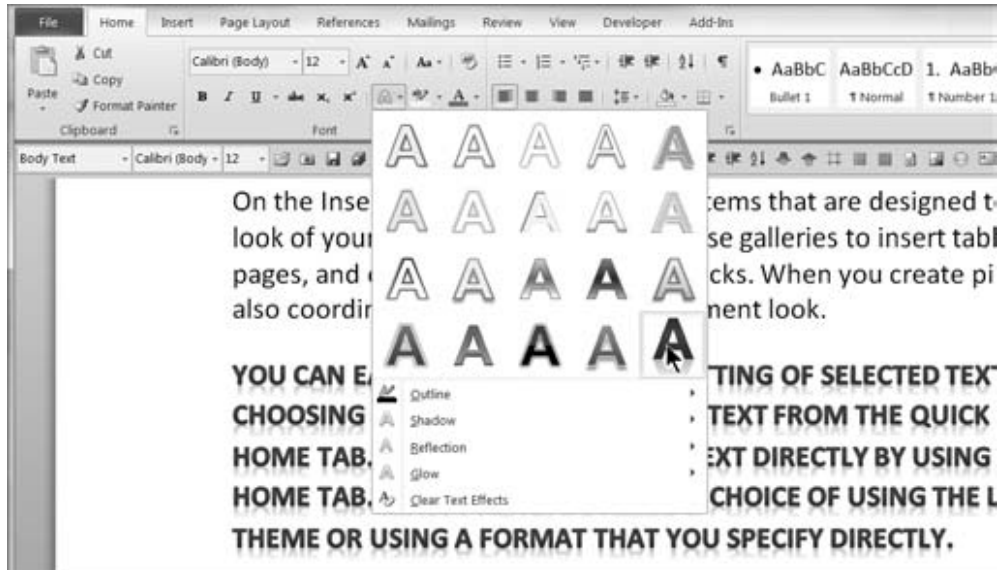 File Home Insert Page Layout References Mailings Review View Developer Add-Ins
Cut
Calibri (Body) 12
Copy
AaBbC AaBbCcD 1. AaBb
Paste Format Painter
B I U abc
Bullet 1 ¶ Normal ¶ Number 1
Clipboard Font
Body Text Calibri (Body 12
On the Inse tems that are designed t
look of your se galleries to insert tabl
pages, and cks. When you create pi
also coordin ment look.
YOU CAN EA TTING OF SELECTED TEXT
CHOOSING TEXT FROM THE QUICK
HOME TAB. EXT DIRECTLY BY USING
HOME TAB. CHOICE OF USING THE L
THEME OR USING A FORMAT THAT YOU SPECIFY DIRECTLY.
Outline
Shadow
Reflection
Glow
Clear Text Effects